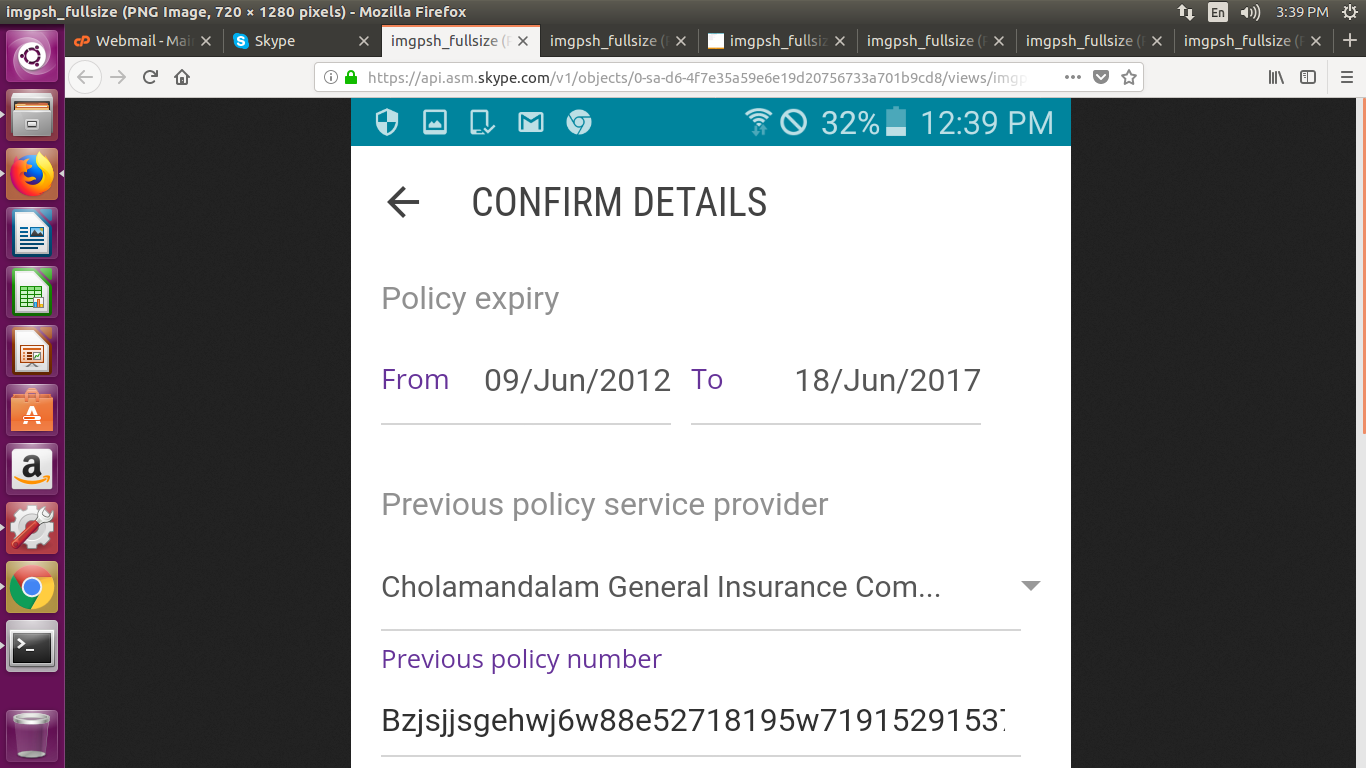 imgpsh_fullsize (PNG Image, 720 × 1280 pixels) - Mozilla Firefox
En
3:39 PM
Webmail - Mai
Skype
imgpsh_fullsize (P
imgpsh_fullsize (
imgpsh_fullsiz
imgpsh_fullsize (P
imgpsh_fullsize (
imgpsh_fullsize (P
https://api.asm.skype.com/v1/objects/0-sa-d6-4f7e35a59e6e19d20756733a701b9cd8/views/imgp
32%
12:39 PM
CONFIRM DETAILS
Policy expiry
From 09/Jun/2012 To 18/Jun/2017
Previous policy service provider
Cholamandalam General Insurance Com...
Previous policy number
Bzjsjjsgehwj6w88e52718195w7191529153